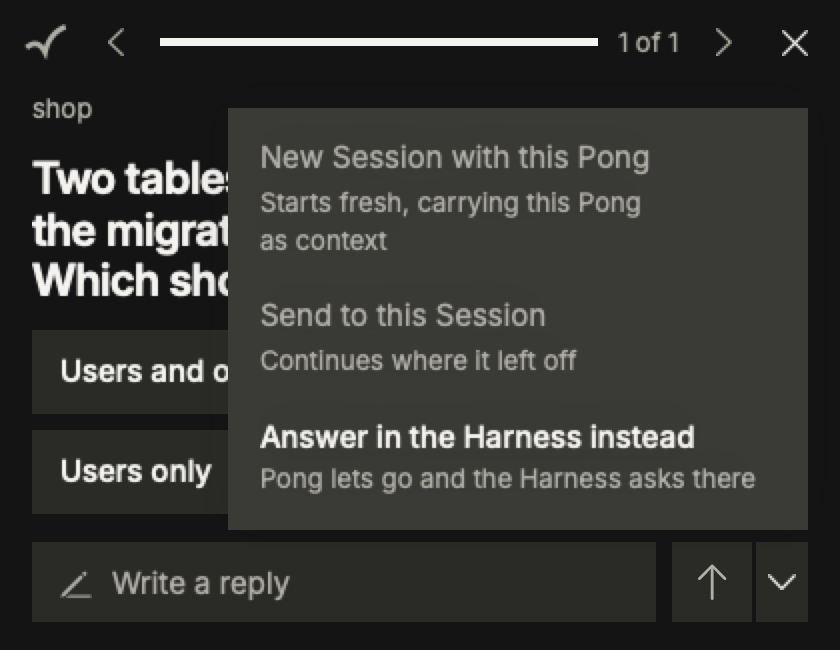 1 of 1
shop
Two tables
the migrat
Which sho
New Session with this Pong
Starts fresh, carrying this Pong
as context
Send to this Session
Continues where it left off
Answer in the Harness instead
Pong lets go and the Harness asks there
Users and o
Users only
Write a reply